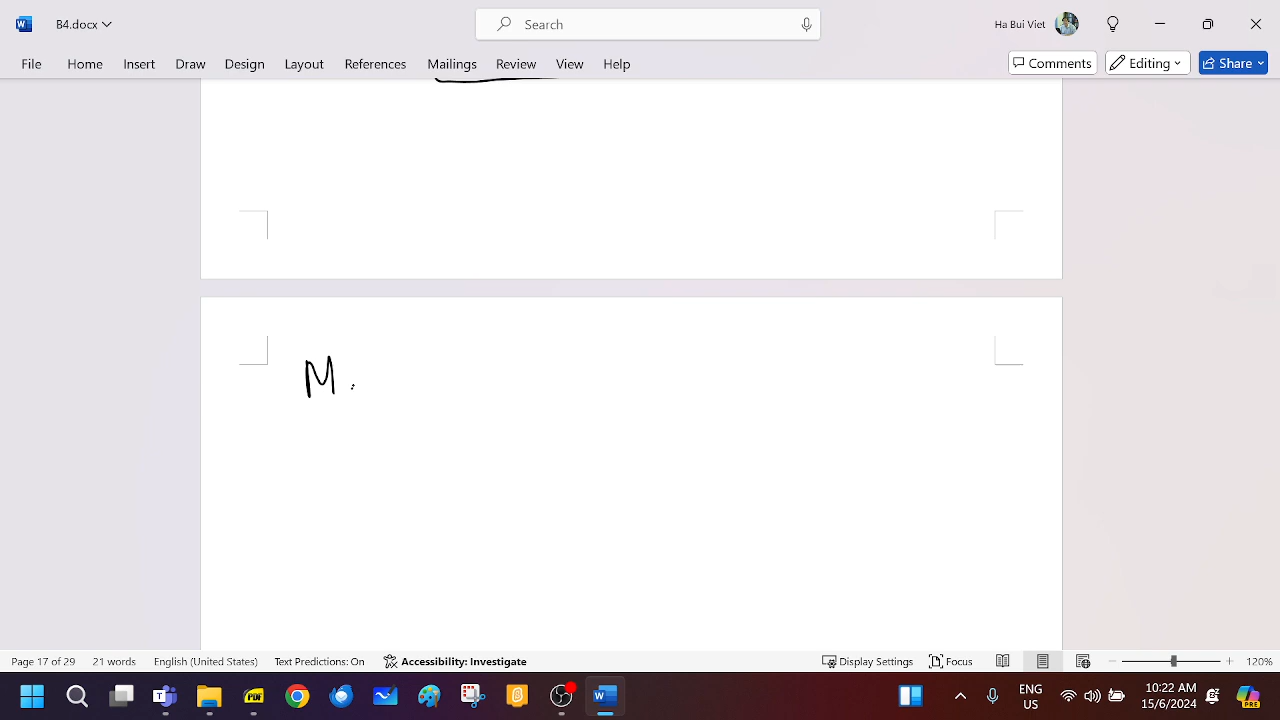 B4.docx
Search
Ha Bui Viet
File Home Insert Draw Design Layout References Mailings Review View Help
Comments Editing Share
M .
Page 17 of 29 21 words English (United States) Text Predictions: On Accessibility: Investigate Display Settings Focus 120%
ENG 10:22 AM
US 15/6/2024
PDF
PRE